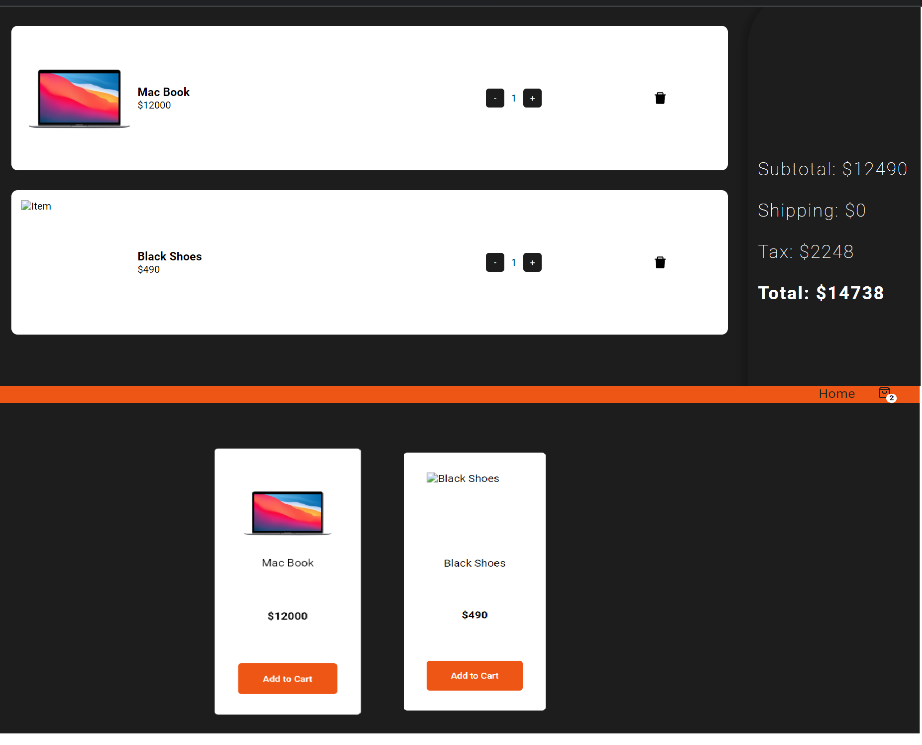 Mac Book
$12000
- 1 +
Item
Black Shoes
$490
- 1 +
Subtotal: $12490
Shipping: $0
Tax: $2248
Total: $14738
Home
2
Mac Book
$12000
Add to Cart
Black Shoes
Black Shoes
$490
Add to Cart